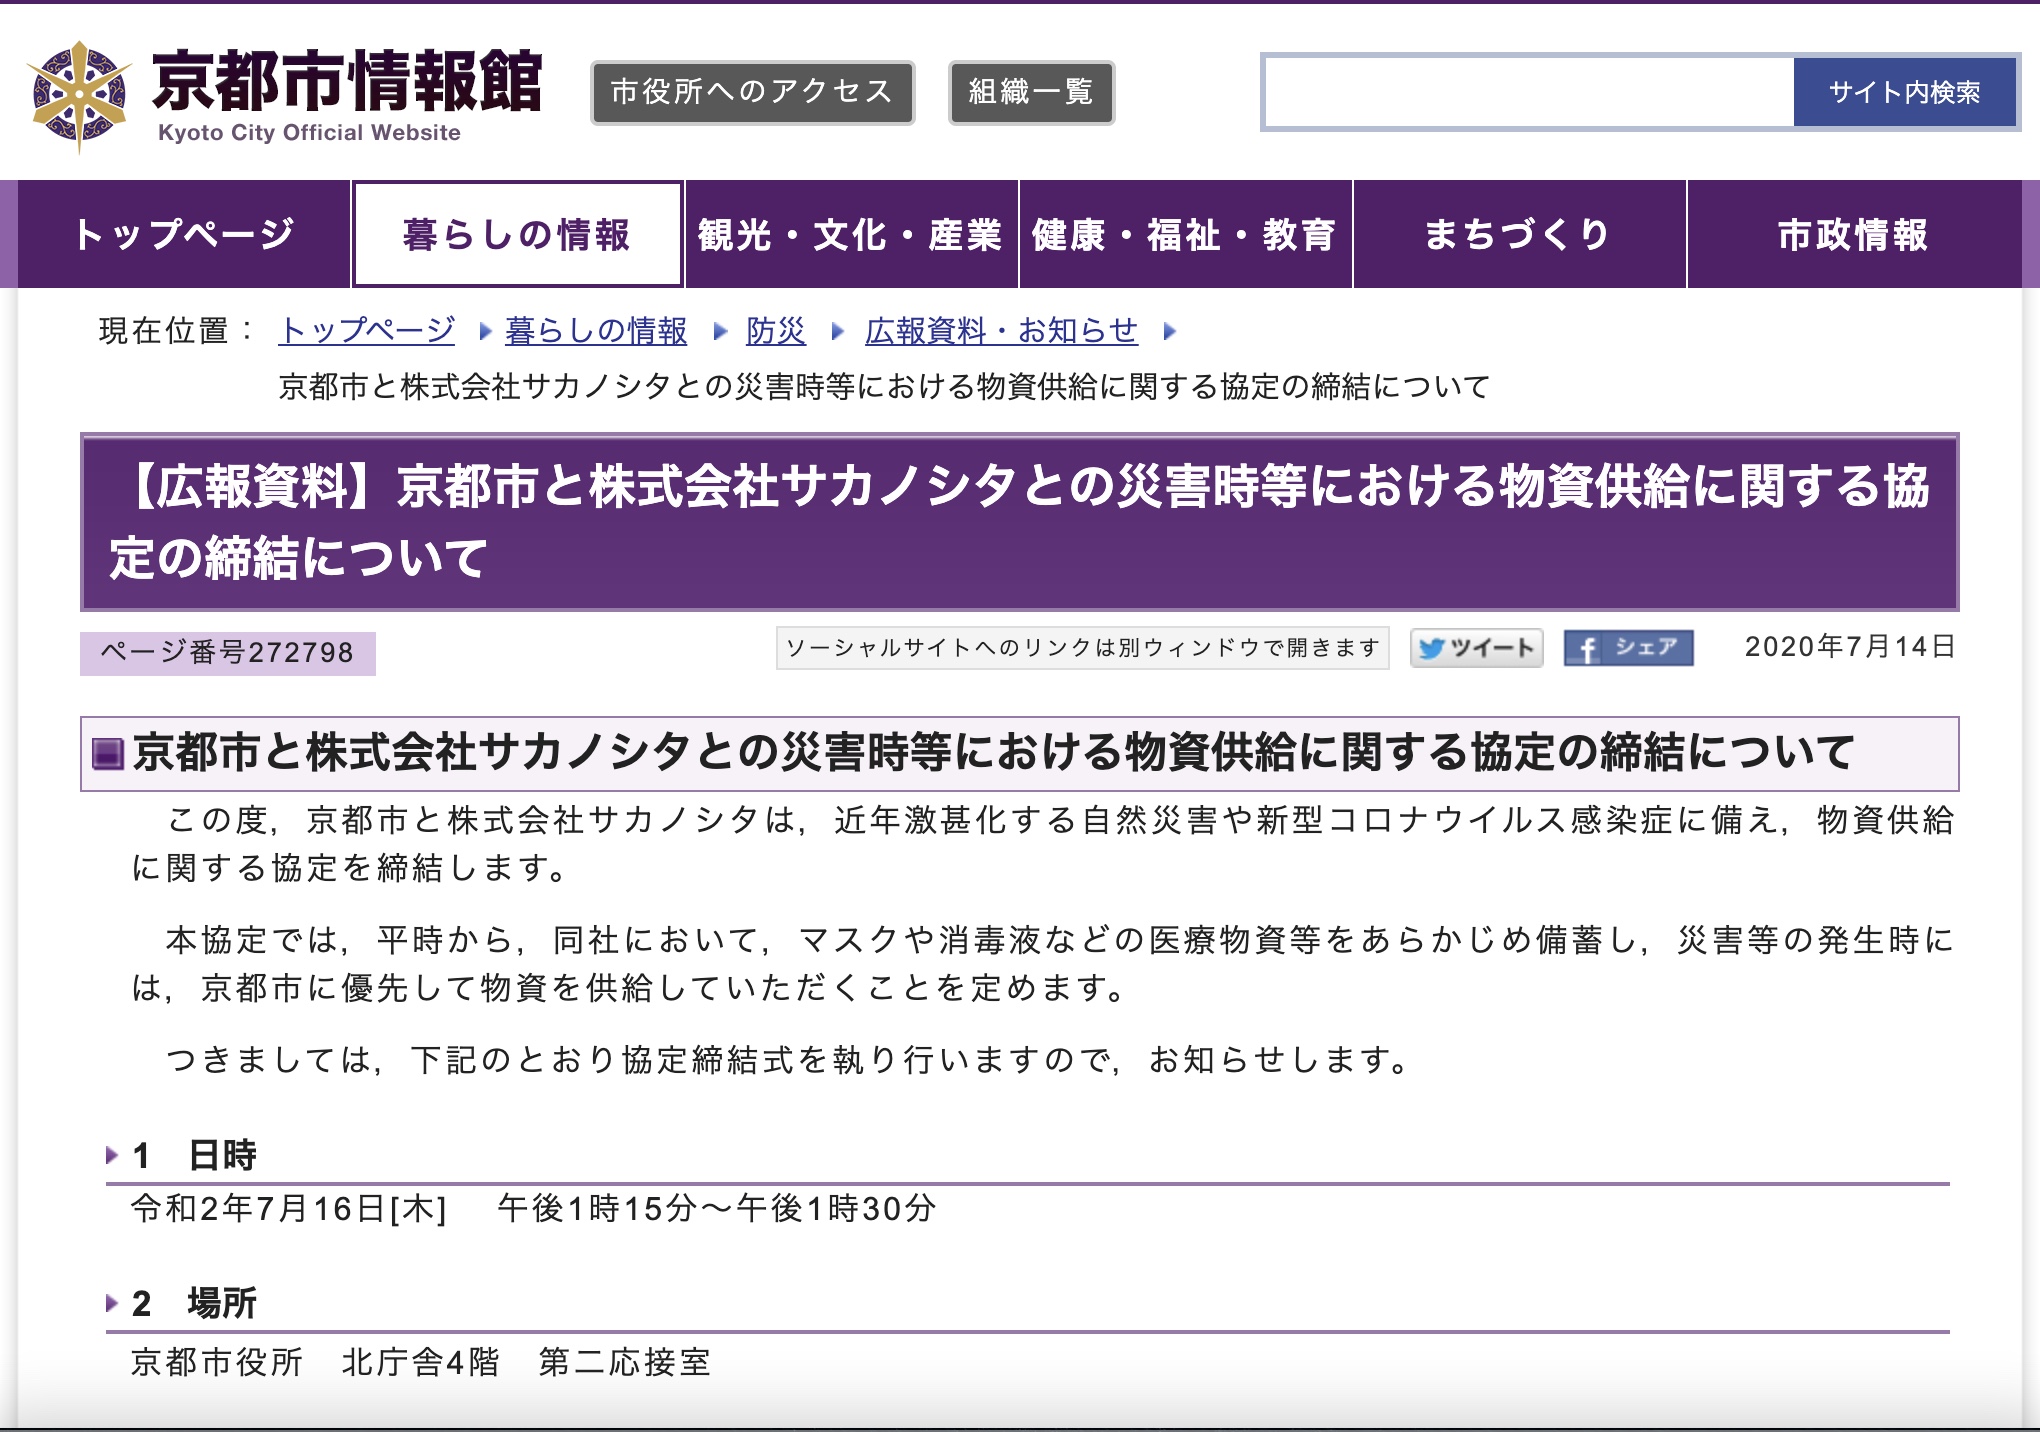 京都市情報館
Kyoto City Official Website
市役所へのアクセス
組織一覧
サイト内検索
トップページ
暮らしの情報
観光・文化・産業
健康・福祉・教育
まちづくり
市政情報
現在位置： トップページ 暮らしの情報 防災 広報資料・お知らせ
京都市と株式会社サカノシタとの災害時等における物資供給に関する協定の締結について
【広報資料】京都市と株式会社サカノシタとの災害時等における物資供給に関する協
定の締結について
ページ番号272798
ソーシャルサイトへのリンクは別ウィンドウで開きます
ツイート
f シェア
2020年7月14日
京都市と株式会社サカノシタとの災害時等における物資供給に関する協定の締結について
この度，京都市と株式会社サカノシタは，近年激甚化する自然災害や新型コロナウイルス感染症に備え，物資供給
に関する協定を締結します。
本協定では，平時から，同社において，マスクや消毒液などの医療物資等をあらかじめ備蓄し，災害等の発生時に
は，京都市に優先して物資を供給していただくことを定めます。
つきましては，下記のとおり協定締結式を執り行いますので，お知らせします。
1　日時
令和2年7月16日[木]　午後1時15分～午後1時30分
2　場所
京都市役所　北庁舎4階　第二応接室